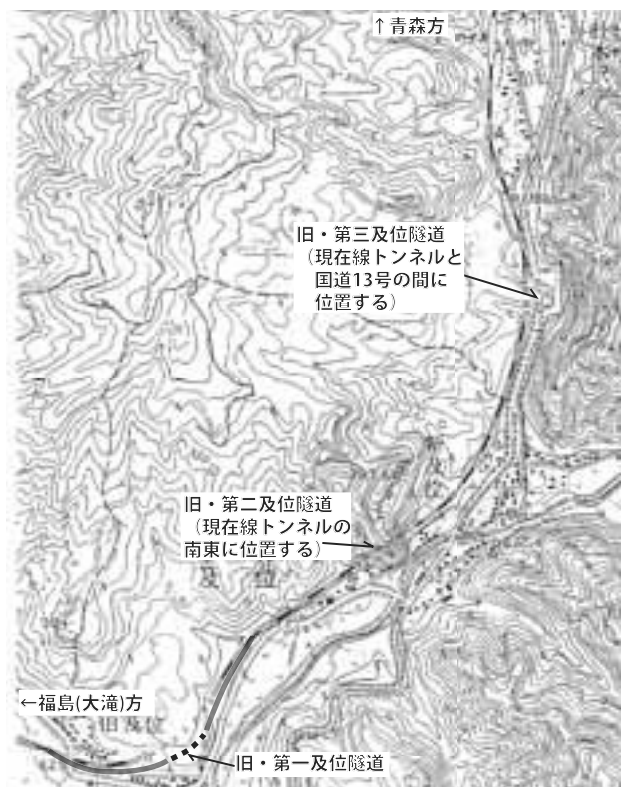 ↑青森方
旧・第三及位隧道
（現在線トンネルと
国道13号の間に
位置する）
旧・第二及位隧道
（現在線トンネルの
南東に位置する）
及位
←福島(大滝)方
旧及位
旧・第一及位隧道